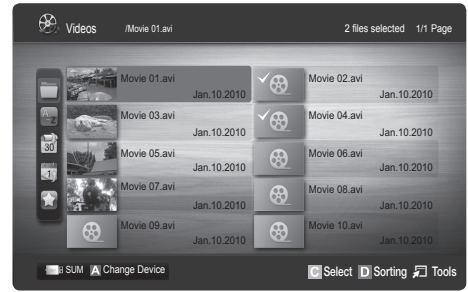 Videos /Movie 01.avi 2 files selected 1/1 Page
Movie 01.avi Movie 02.avi
Jan.10.2010 Jan.10.2010
Movie 03.avi Movie 04.avi
Jan.10.2010 Jan.10.2010
30
Movie 05.avi Movie 06.avi
Jan.10.2010 Jan.10.2010
1
Movie 07.avi Movie 08.avi
Jan.10.2010 Jan.10.2010
Movie 09.avi Movie 10.avi
Jan.10.2010 Jan.10.2010
SUM A Change Device C Select D Sorting Tools